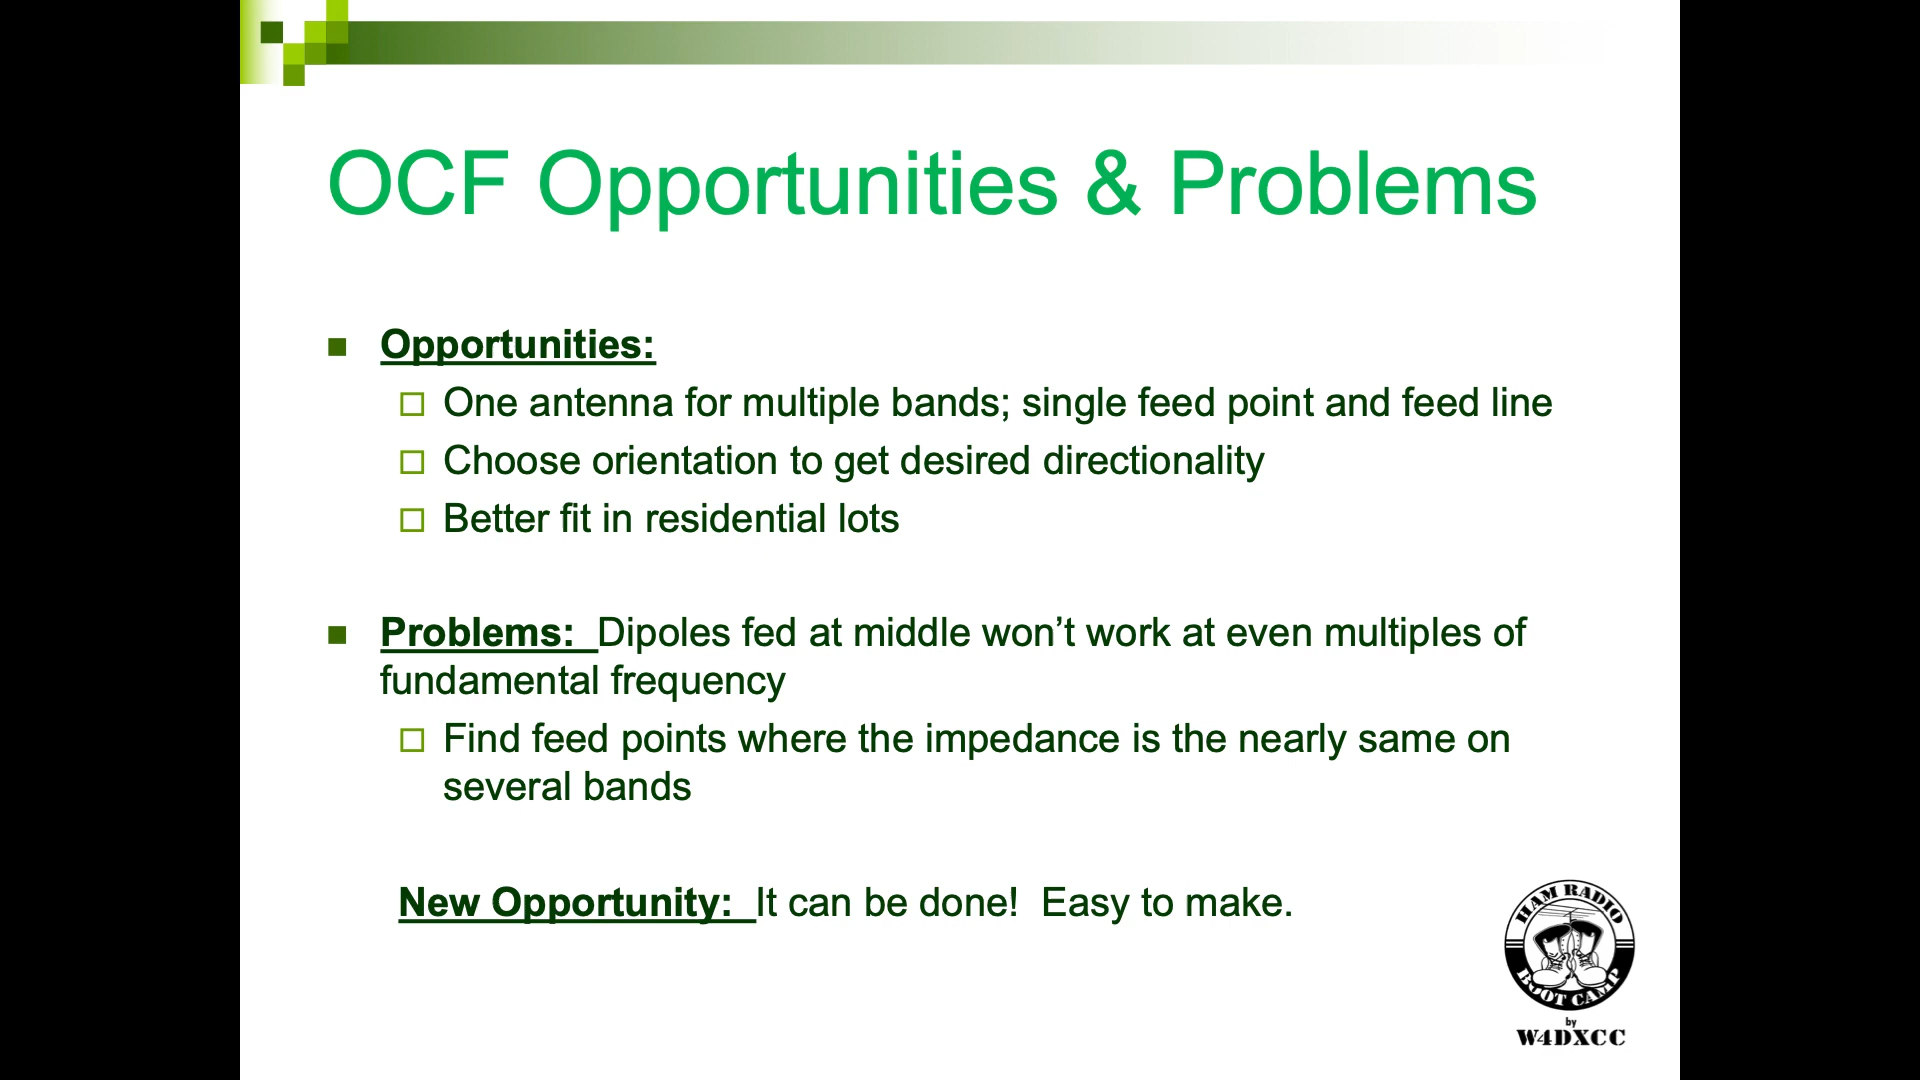 OCF Opportunities & Problems
Opportunities:
One antenna for multiple bands; single feed point and feed line
Choose orientation to get desired directionality
Better fit in residential lots
Problems:  Dipoles fed at middle won’t work at even multiples of
fundamental frequency
Find feed points where the impedance is the nearly same on
several bands
New Opportunity:  It can be done!  Easy to make.
HAM RADIO
BOOT CAMP
by
W4DXCC